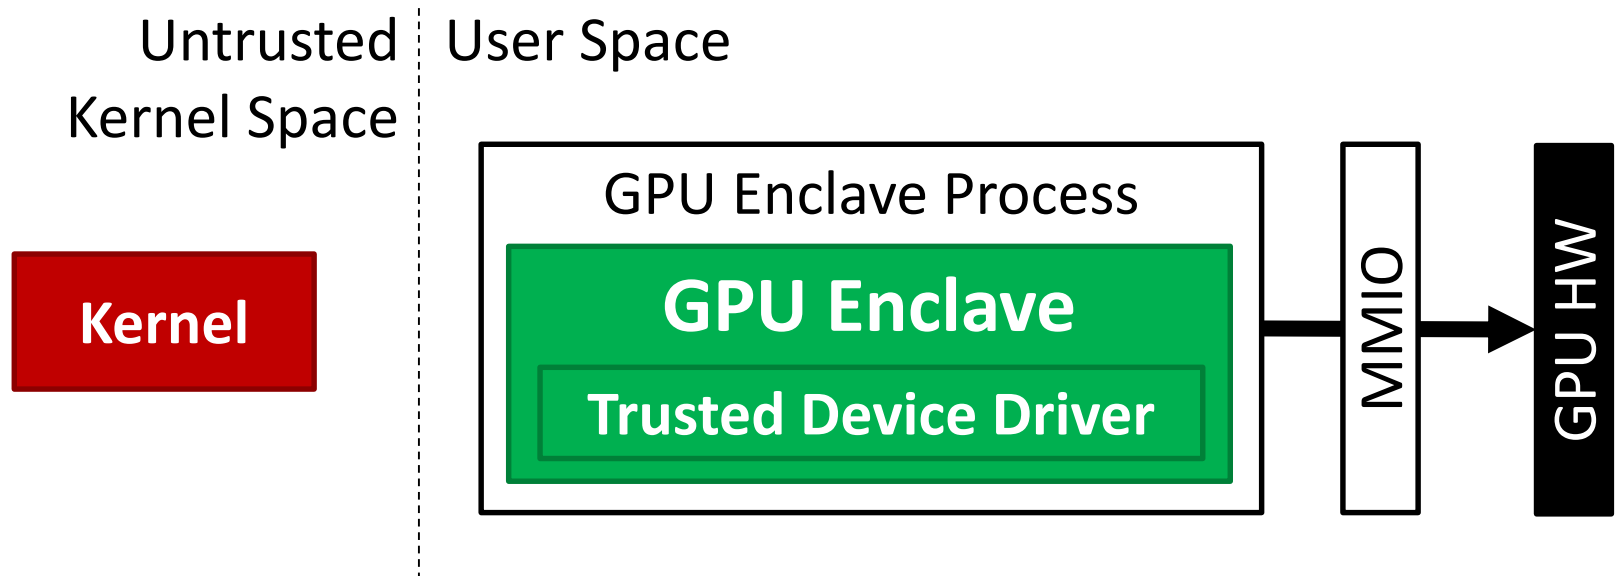 Untrusted
Kernel Space
User Space
Kernel
GPU Enclave Process
GPU Enclave
Trusted Device Driver
MMIO
GPU HW